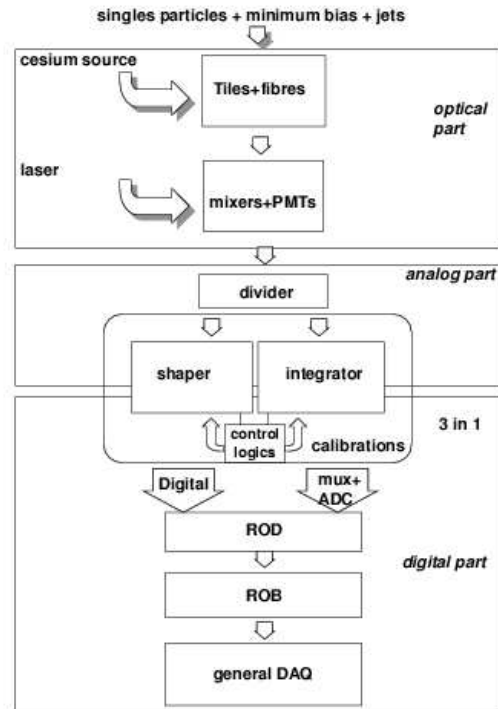 singles particles + minimum bias + jets
cesium source
Tiles+fibres
optical
part
laser
mixers+PMTs
analog part
divider
shaper
integrator
3 in 1
control
logics
calibrations
Digital
mux+
ADC
ROD
digital part
ROB
general DAQ